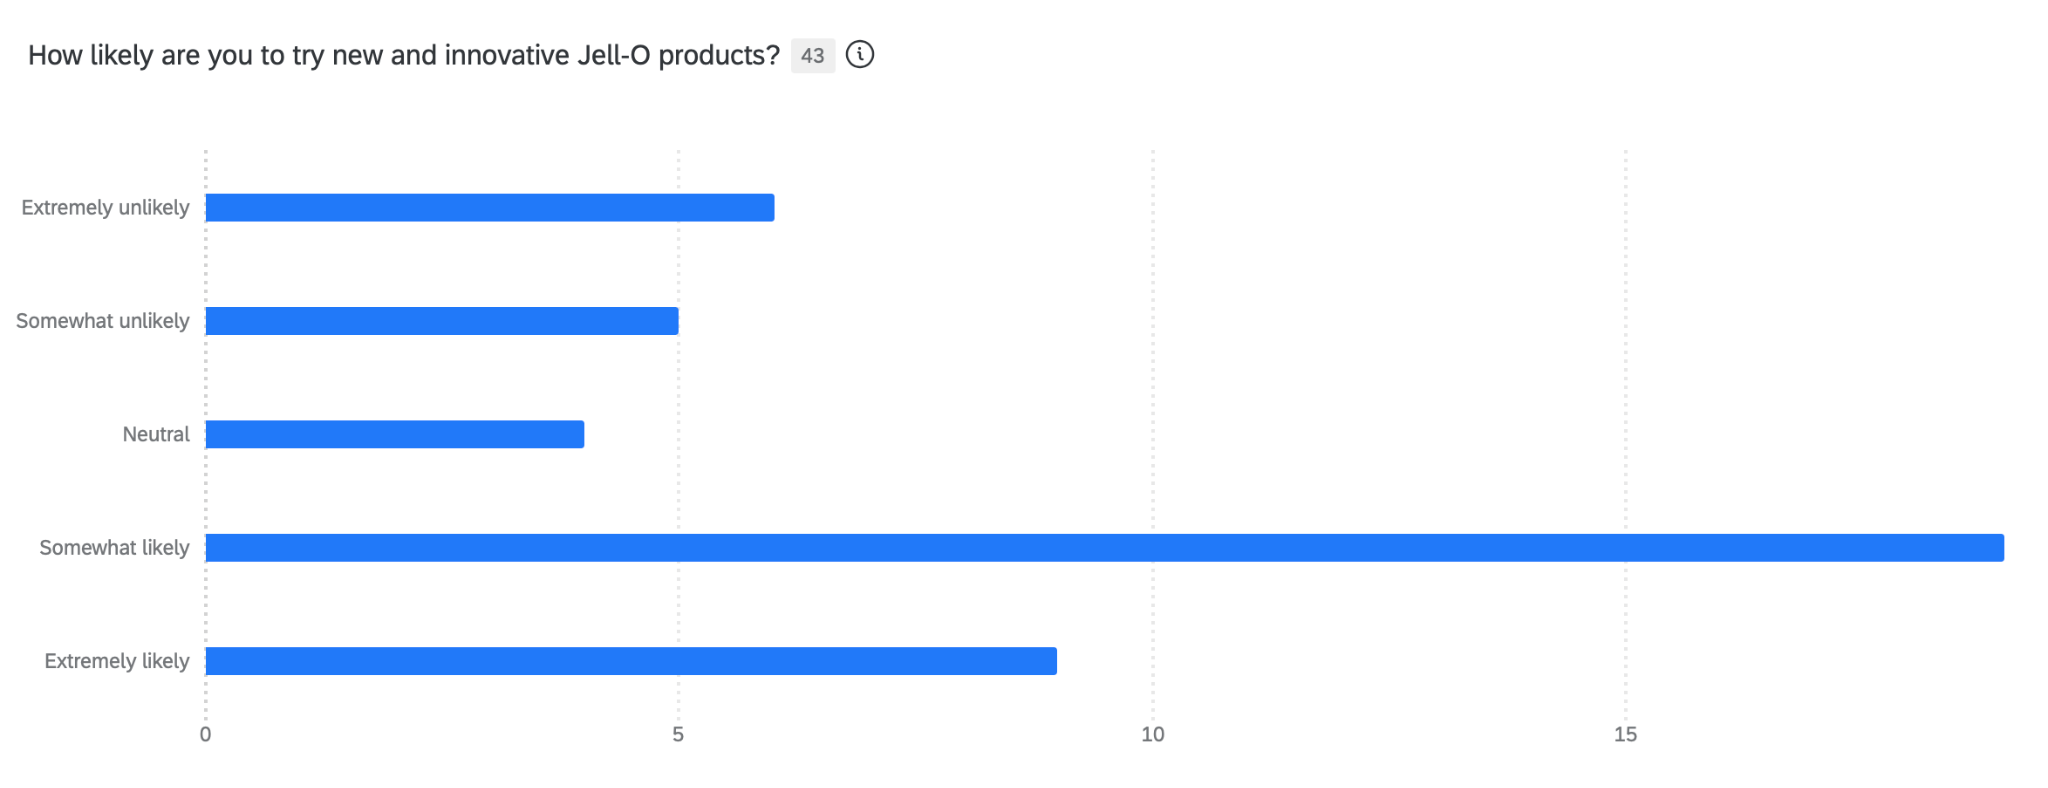 How likely are you to try new and innovative Jell-O products? 43
Extremely unlikely
Somewhat unlikely
Neutral
Somewhat likely
Extremely likely
0 5 10 15